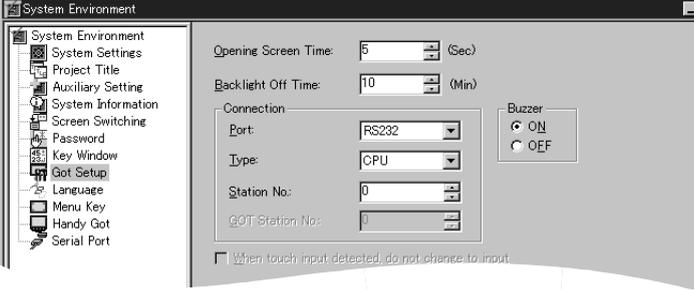 System Environment
System Environment
System Settings
Project Title
Auxiliary Setting
System Information
Screen Switching
Password
Key Window
Got Setup
Language
Menu Key
Handy Got
Serial Port
Opening Screen Time: 5 (Sec)
Backlight Off Time: 10 (Min)
Connection
Port: RS232
Type: CPU
Station No.: 0
GOT Station No.: 0
Buzzer
ON
OFF
When touch input detected, do not change to input